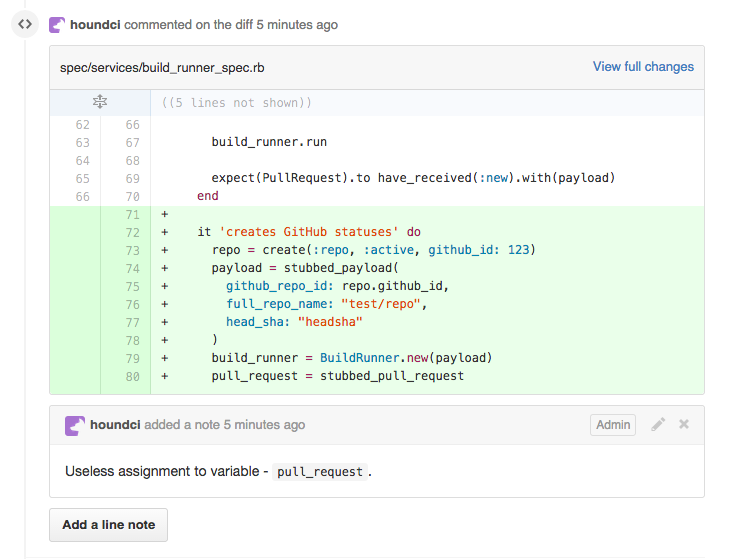 <> houndci commented on the diff 5 minutes ago
spec/services/build_runner_spec.rb View full changes
((5 lines not shown))
62 66
63 67 build_runner.run
64 68
65 69 expect(PullRequest).to have_received(:new).with(payload)
66 70 end
71 +
72 + it 'creates GitHub statuses' do
73 + repo = create(:repo, :active, github_id: 123)
74 + payload = stubbed_payload(
75 + github_repo_id: repo.github_id,
76 + full_repo_name: "test/repo",
77 + head_sha: "headsha"
78 + )
79 + build_runner = BuildRunner.new(payload)
80 + pull_request = stubbed_pull_request
houndci added a note 5 minutes ago Admin
Useless assignment to variable - pull_request.
Add a line note